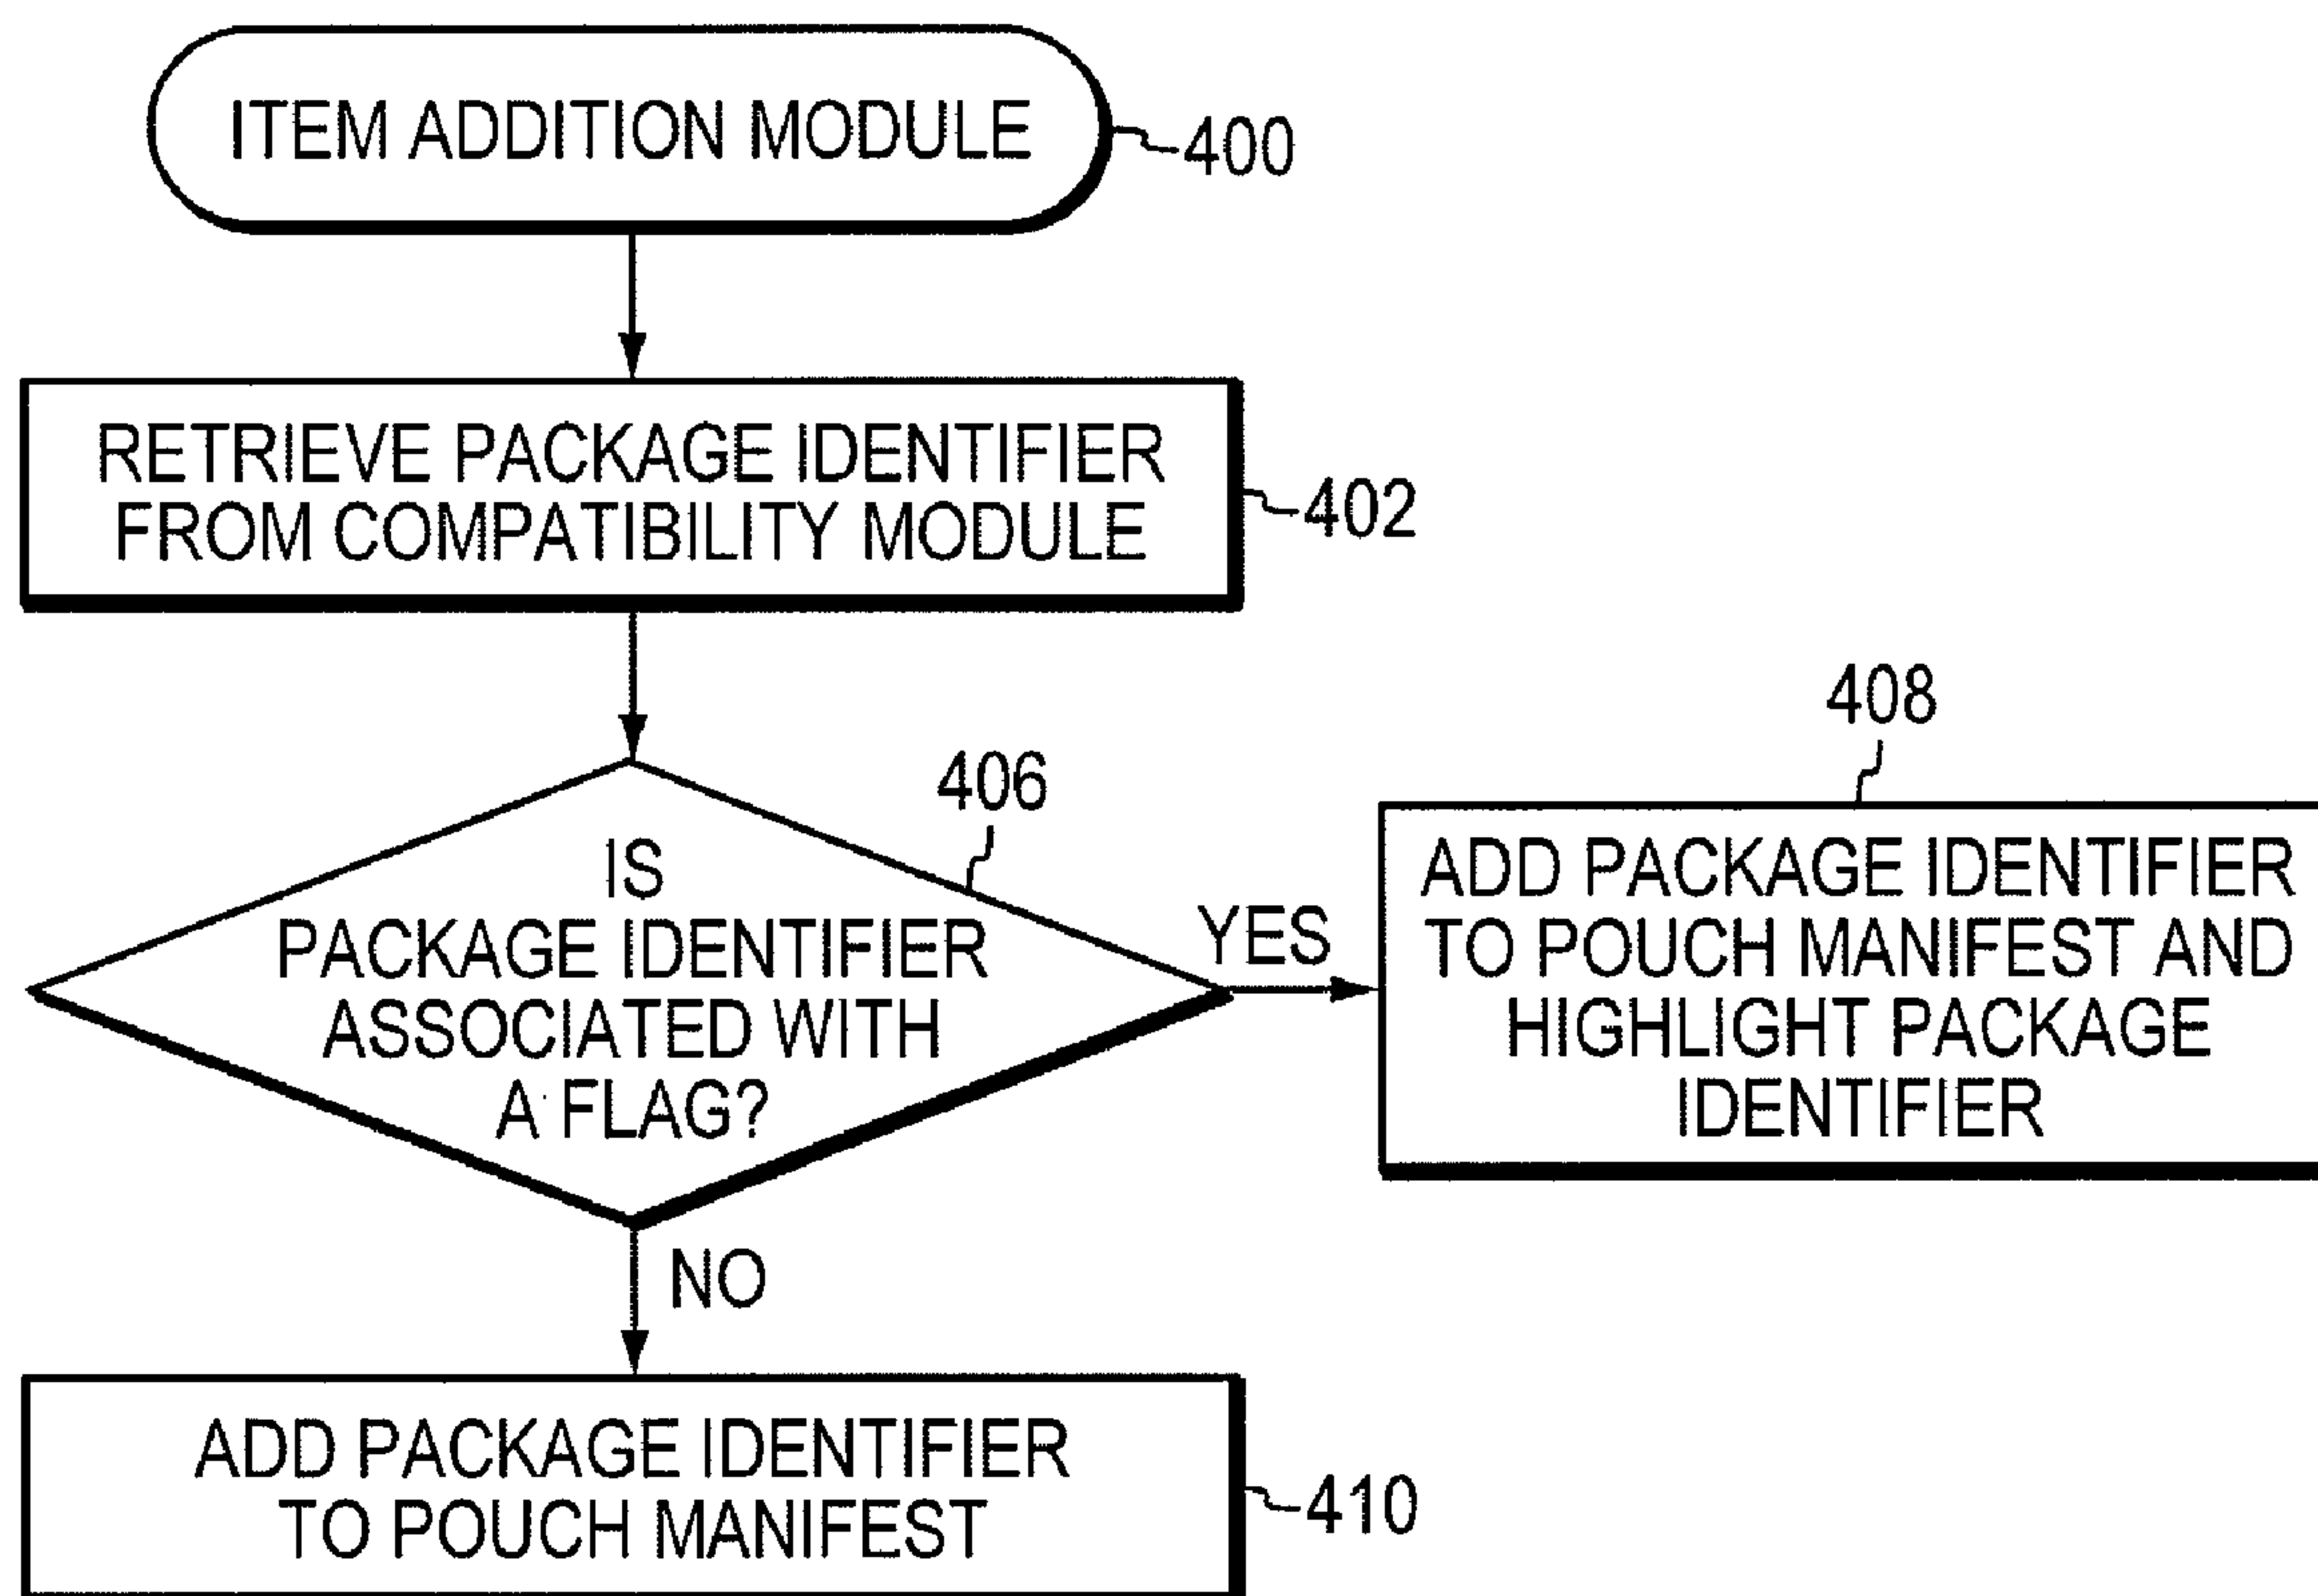 ITEM ADDITION MODULE
400
RETRIEVE PACKAGE IDENTIFIER
FROM COMPATIBILITY MODULE
402
406
IS
PACKAGE IDENTIFIER
ASSOCIATED WITH
A FLAG?
YES
408
ADD PACKAGE IDENTIFIER
TO POUCH MANIFEST AND
HIGHLIGHT PACKAGE
IDENTIFIER
NO
ADD PACKAGE IDENTIFIER
TO POUCH MANIFEST
410